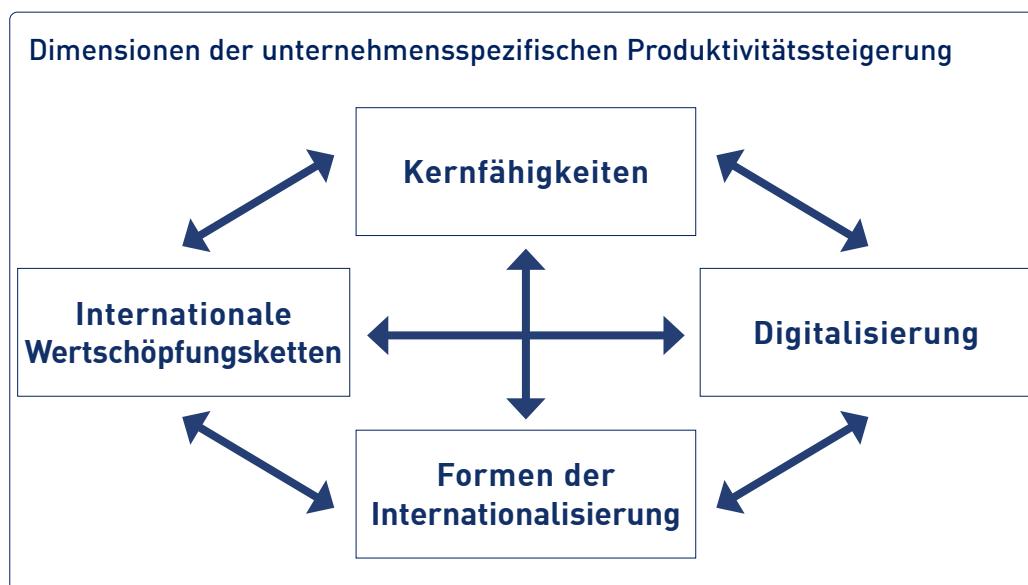 Dimensionen der unternehmensspezifischen Produktivitätssteigerung
Kernfähigkeiten
Internationale
Wertschöpfungsketten
Digitalisierung
Formen der
Internationalisierung